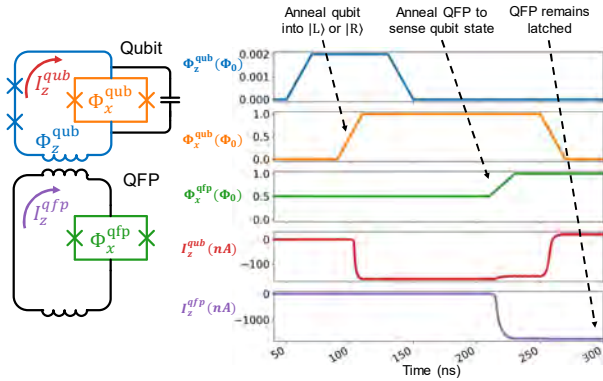 Anneal qubit
into |L⟩ or |R⟩
Anneal QFP to
sense qubit state
QFP remains
latched
Qubit
I_z^{qub}
Φ_x^{qub}
Φ_z^{qub}
QFP
I_z^{qfp}
Φ_x^{qfp}
Φ_z^{qub}(Φ_0)
0.002
0.001
0.000
Φ_x^{qub}(Φ_0)
1.0
0.5
0.0
Φ_x^{qfp}(Φ_0)
1.0
0.5
0.0
I_z^{qub}(nA)
0
−100
I_z^{qfp}(nA)
0
−1000
50 100 150 200 250 300
Time (ns)